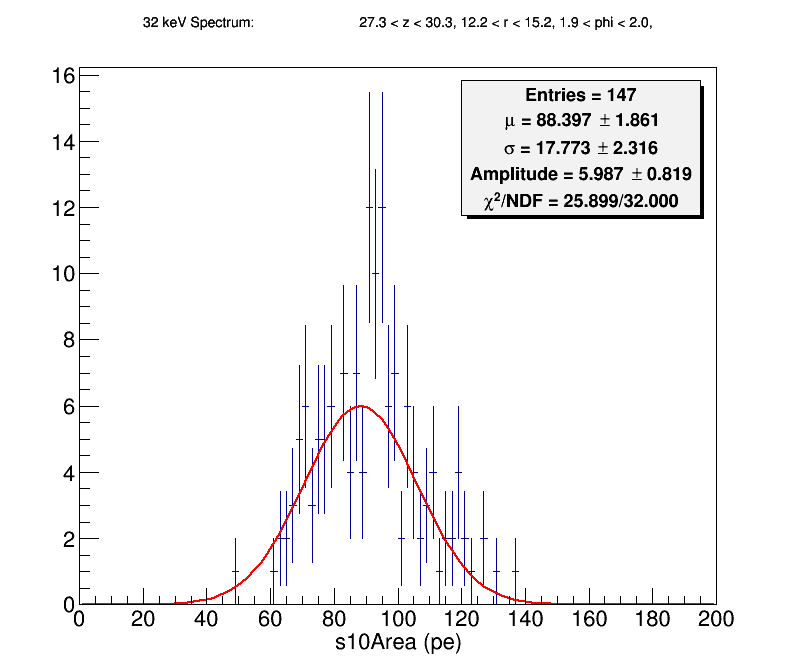 32 keV Spectrum: 27.3 < z < 30.3, 12.2 < r < 15.2, 1.9 < phi < 2.0,
Entries = 147
μ = 88.397 ± 1.861
σ = 17.773 ± 2.316
Amplitude = 5.987 ± 0.819
χ²/NDF = 25.899/32.000
16
14
12
10
8
6
4
2
0
0 20 40 60 80 100 120 140 160 180 200
s10Area (pe)